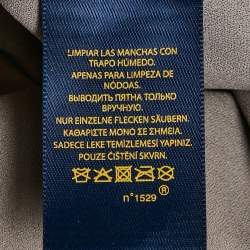 LIMPIAR LAS MANCHAS CON
TRAPO HÚMEDO.
APENAS PARA LIMPEZA DE
NÓDOAS.
ВЫВОДИТЬ ПЯТНА ТОЛЬКО
ВРУЧНУЮ.
NUR EINZELNE FLECKEN SÄUBERN.
ΚΑΘΑΡΙΣΤΕ ΜΟΝΟ ΣΕ ΣΗΜΕΙΑ.
SADECE LEKE TEMİZLEMESİ YAPINIZ.
POUZE ČIŠTĚNÍ SKVRN.
n°1529®